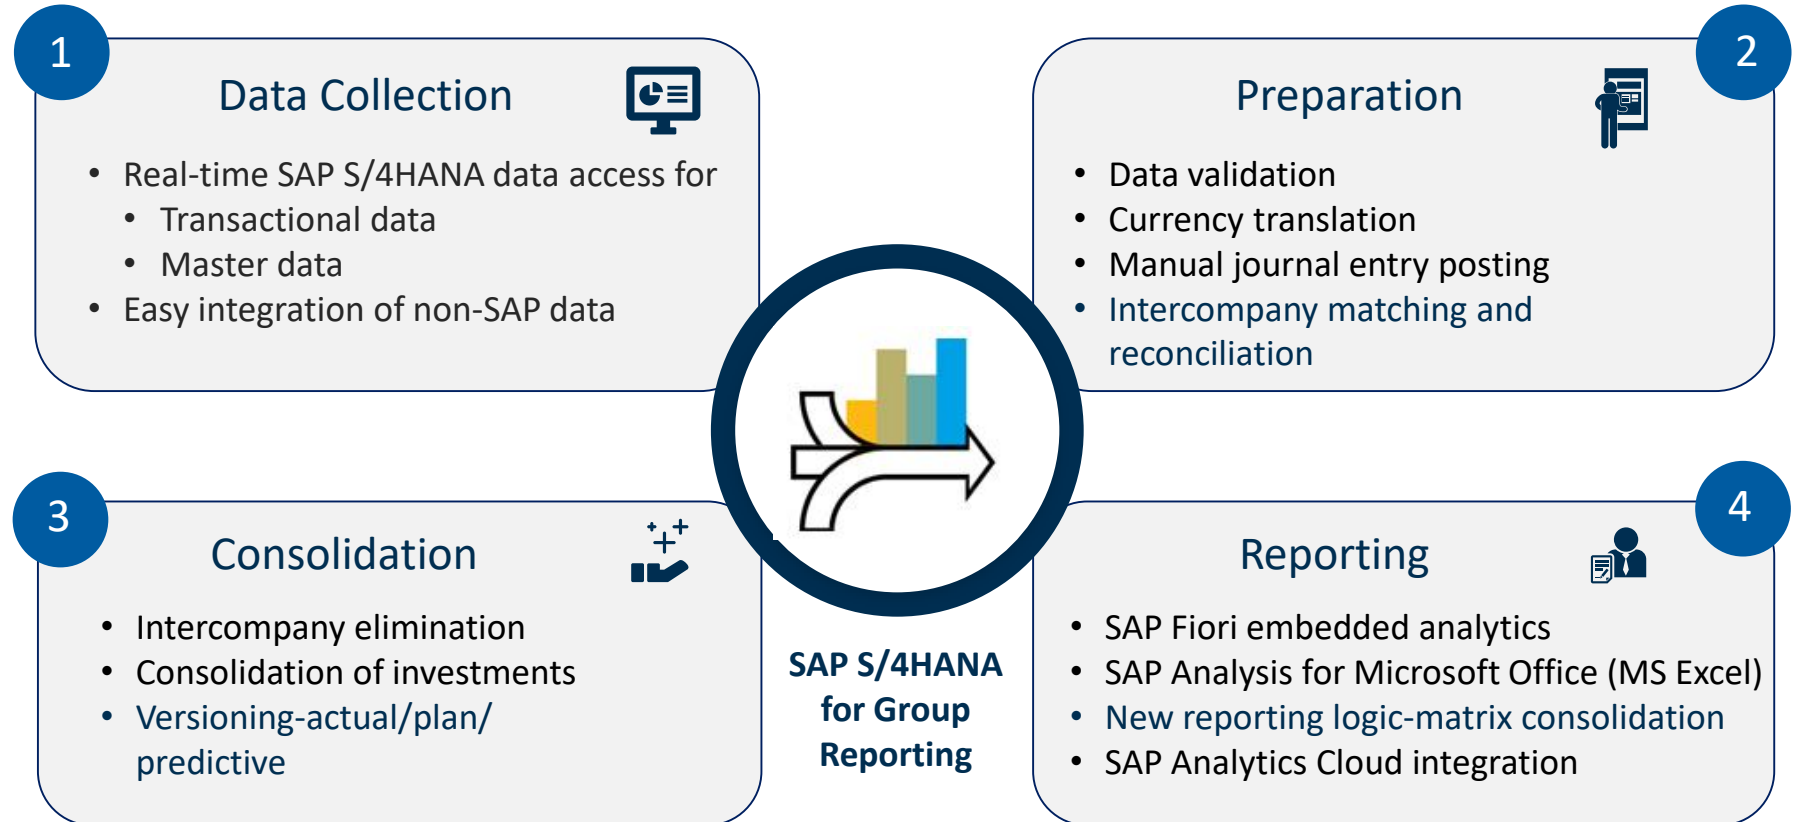 1
Data Collection
• Real-time SAP S/4HANA data access for
• Transactional data
• Master data
• Easy integration of non-SAP data
2
Preparation
• Data validation
• Currency translation
• Manual journal entry posting
• Intercompany matching and
reconciliation
3
Consolidation
• Intercompany elimination
• Consolidation of investments
• Versioning-actual/plan/
predictive
SAP S/4HANA
for Group
Reporting
4
Reporting
• SAP Fiori embedded analytics
• SAP Analysis for Microsoft Office (MS Excel)
• New reporting logic-matrix consolidation
• SAP Analytics Cloud integration